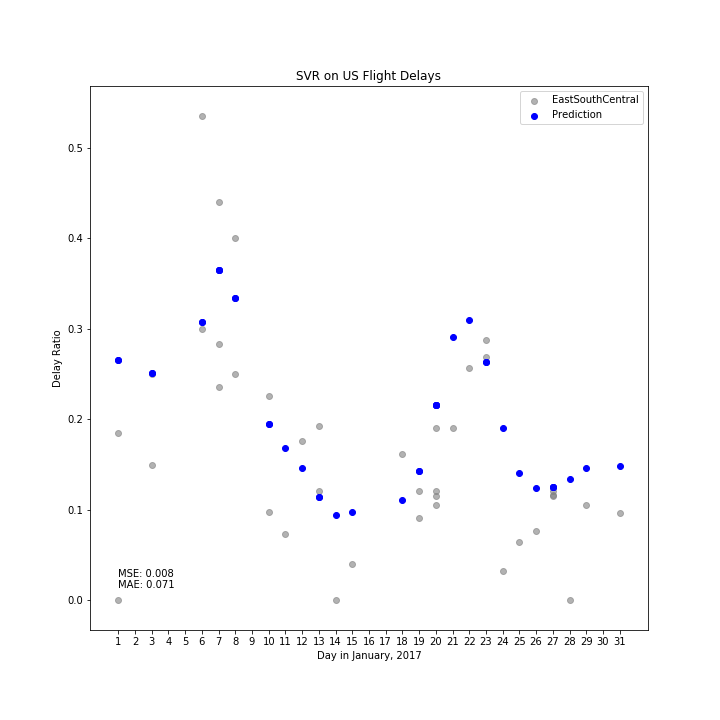 SVR on US Flight Delays
EastSouthCentral
Prediction
0.5
0.4
0.3
0.2
0.1
0.0
Delay Ratio
MSE: 0.008
MAE: 0.071
1 2 3 4 5 6 7 8 9 10 11 12 13 14 15 16 17 18 19 20 21 22 23 24 25 26 27 28 29 30 31
Day in January, 2017